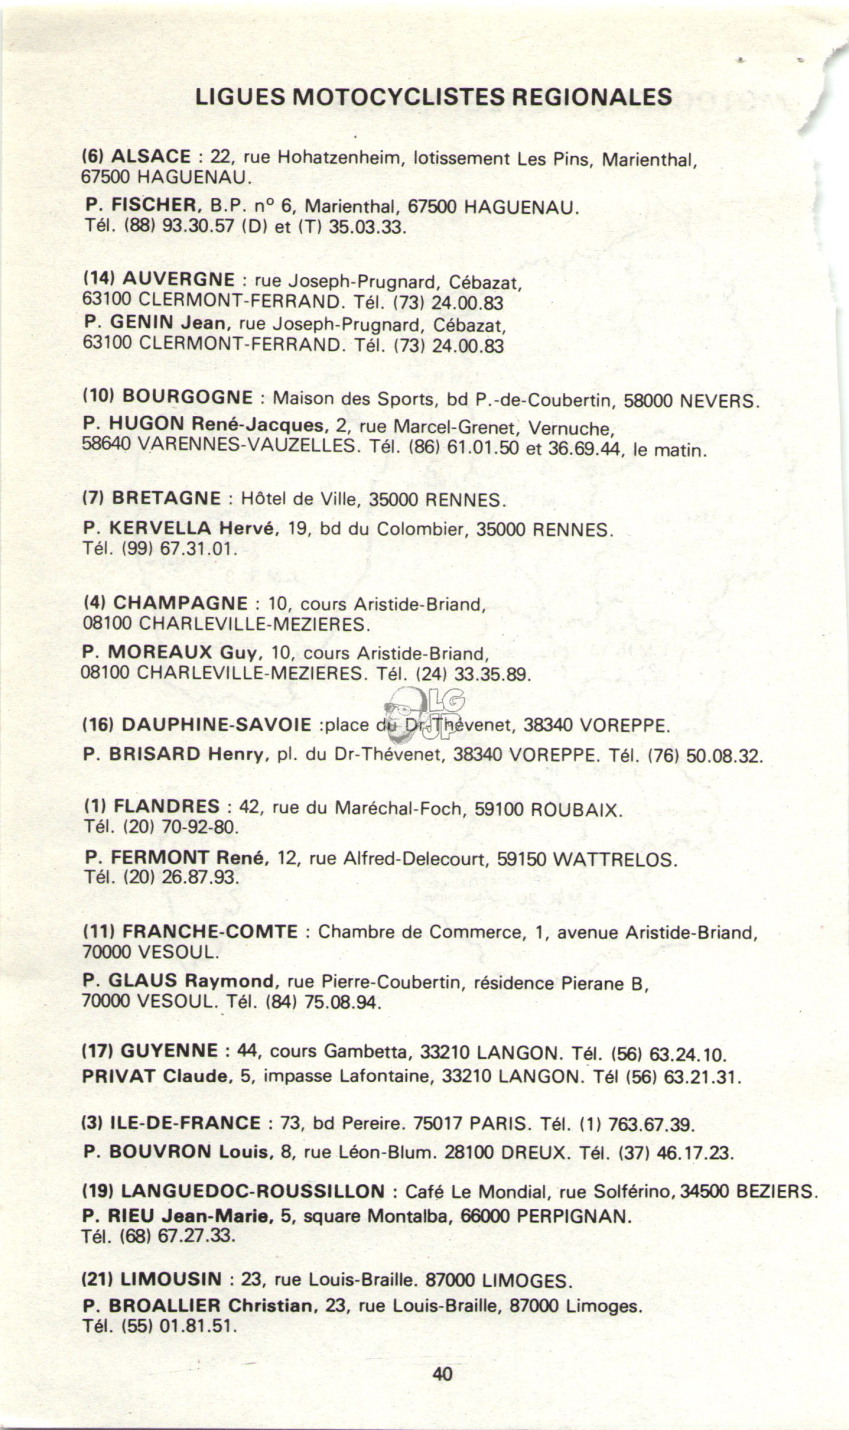 LIGUES MOTOCYCLISTES REGIONALES
(6) ALSACE : 22, rue Hohatzenheim, lotissement Les Pins, Marienthal,
67500 HAGUENAU.
P. FISCHER, B.P. nº 6, Marienthal, 67500 HAGUENAU.
Tél. (88) 93.30.57 (D) et (T) 35.03.33.
(14) AUVERGNE : rue Joseph-Prugnard, Cébazat,
63100 CLERMONT-FERRAND. Tél. (73) 24.00.83
P. GENIN Jean, rue Joseph-Prugnard, Cébazat,
63100 CLERMONT-FERRAND. Tél. (73) 24.00.83
(10) BOURGOGNE : Maison des Sports, bd P.-de-Coubertin, 58000 NEVERS.
P. HUGON René-Jacques, 2, rue Marcel-Grenet, Vernuche,
58640 VARENNES-VAUZELLES. Tél. (86) 61.01.50 et 36.69.44, le matin.
(7) BRETAGNE : Hôtel de Ville, 35000 RENNES.
P. KERVELLA Hervé, 19, bd du Colombier, 35000 RENNES.
Tél. (99) 67.31.01.
(4) CHAMPAGNE : 10, cours Aristide-Briand,
08100 CHARLEVILLE-MEZIERES.
P. MOREAUX Guy, 10, cours Aristide-Briand,
08100 CHARLEVILLE-MEZIERES. Tél. (24) 33.35.89.
LG
JP
(16) DAUPHINE-SAVOIE :place du Dr-Thévenet, 38340 VOREPPE.
P. BRISARD Henry, pl. du Dr-Thévenet, 38340 VOREPPE. Tél. (76) 50.08.32.
(1) FLANDRES : 42, rue du Maréchal-Foch, 59100 ROUBAIX.
Tél. (20) 70-92-80.
P. FERMONT René, 12, rue Alfred-Delecourt, 59150 WATTRELOS.
Tél. (20) 26.87.93.
(11) FRANCHE-COMTE : Chambre de Commerce, 1, avenue Aristide-Briand,
70000 VESOUL.
P. GLAUS Raymond, rue Pierre-Coubertin, résidence Pierane B,
70000 VESOUL. Tél. (84) 75.08.94.
(17) GUYENNE : 44, cours Gambetta, 33210 LANGON. Tél. (56) 63.24.10.
PRIVAT Claude, 5, impasse Lafontaine, 33210 LANGON. Tél (56) 63.21.31.
(3) ILE-DE-FRANCE : 73, bd Pereire. 75017 PARIS. Tél. (1) 763.67.39.
P. BOUVRON Louis, 8, rue Léon-Blum. 28100 DREUX. Tél. (37) 46.17.23.
(19) LANGUEDOC-ROUSSILLON : Café Le Mondial, rue Solférino, 34500 BEZIERS.
P. RIEU Jean-Marie, 5, square Montalba, 66000 PERPIGNAN.
Tél. (68) 67.27.33.
(21) LIMOUSIN : 23, rue Louis-Braille. 87000 LIMOGES.
P. BROALLIER Christian, 23, rue Louis-Braille, 87000 Limoges.
Tél. (55) 01.81.51.
40